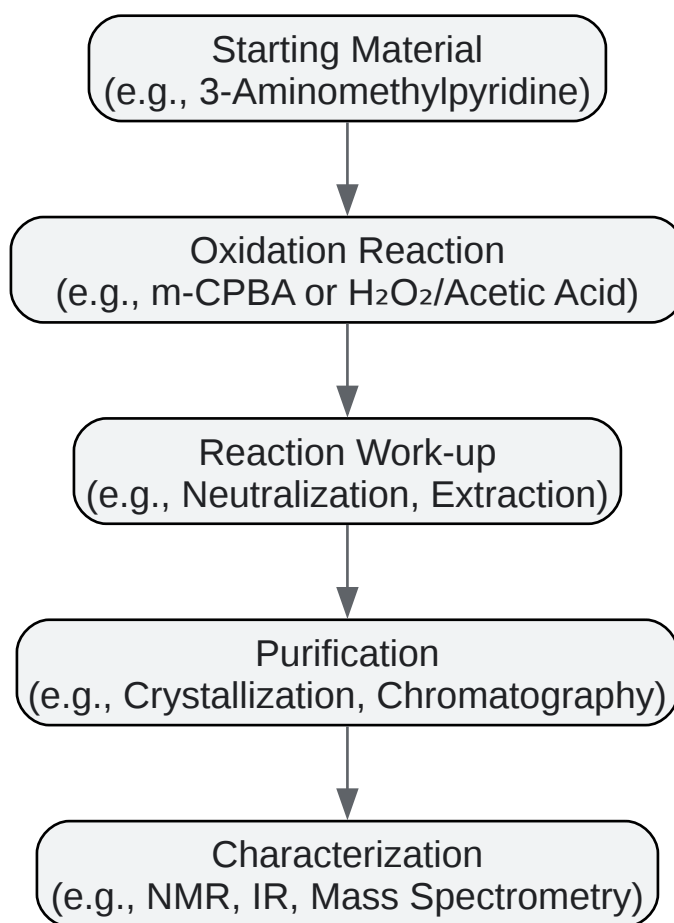 Starting Material
(e.g., 3-Aminomethylpyridine)
Oxidation Reaction
(e.g., m-CPBA or H₂O₂/Acetic Acid)
Reaction Work-up
(e.g., Neutralization, Extraction)
Purification
(e.g., Crystallization, Chromatography)
Characterization
(e.g., NMR, IR, Mass Spectrometry)